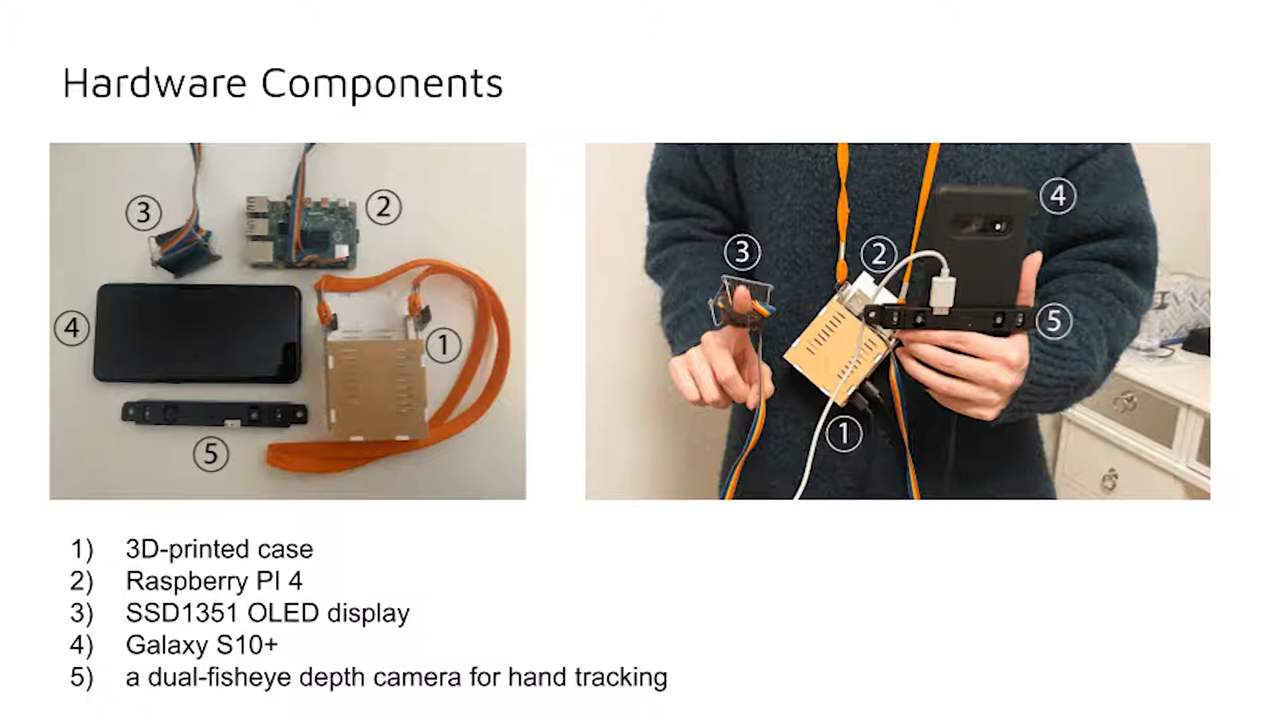 Hardware Components
③
②
④
①
⑤
④
③
②
⑤
①
1) 3D-printed case
2) Raspberry PI 4
3) SSD1351 OLED display
4) Galaxy S10+
5) a dual-fisheye depth camera for hand tracking